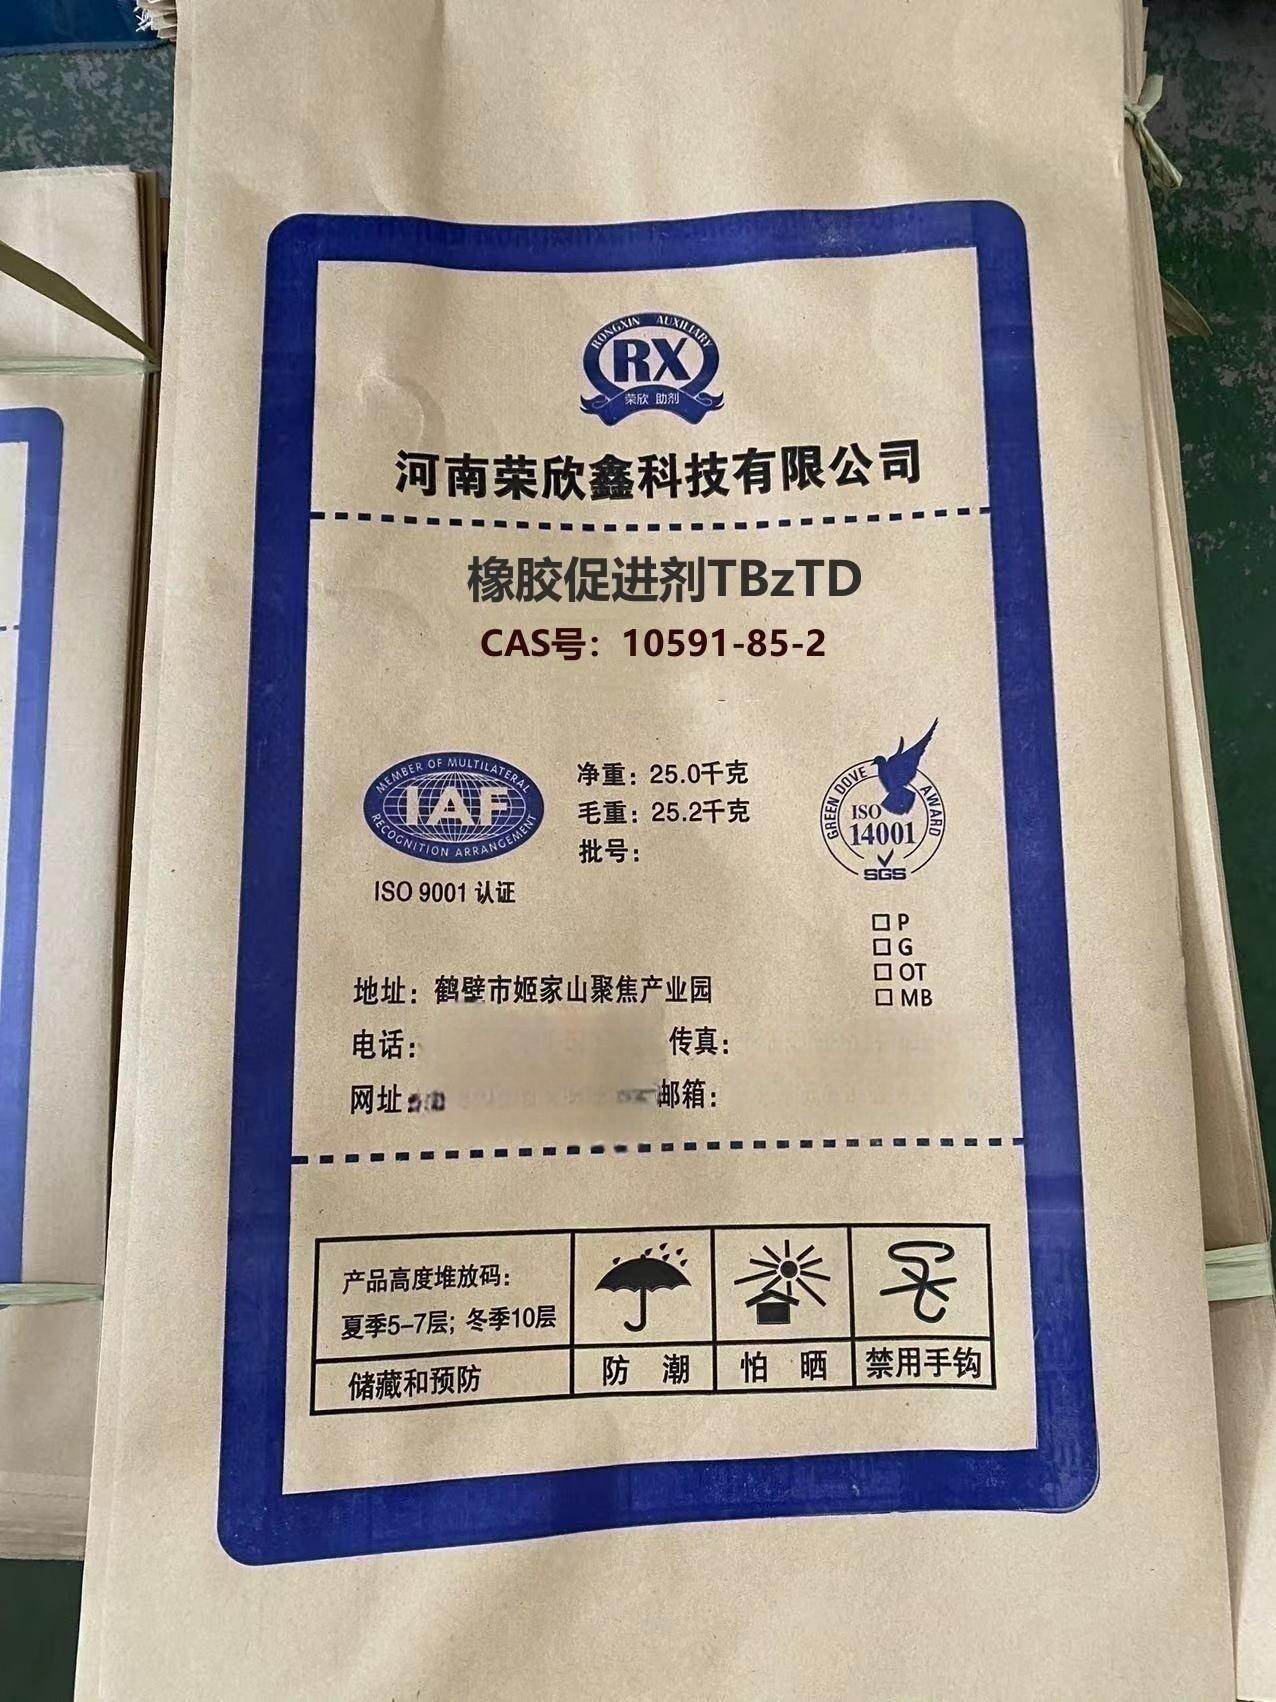 RONGXIN AUXILIARY
RX
荣欣 助剂
河南荣欣鑫科技有限公司
橡胶促进剂TBzTD
CAS号：10591-85-2
MEMBER OF MULTILATERAL
IAF
RECOGNITION ARRANGEMENT
ISO 9001 认证
净重：25.0千克
毛重：25.2千克
批号：
GREEN DOVE AWARD
ISO
14001
SGS
□ P
□ G
□ OT
□ MB
地址：鹤壁市姬家山聚焦产业园
电话： 传真：
网址： 邮箱：
产品高度堆放码：
夏季5-7层；冬季10层
储藏和预防
防 潮
怕 晒
禁用手钩